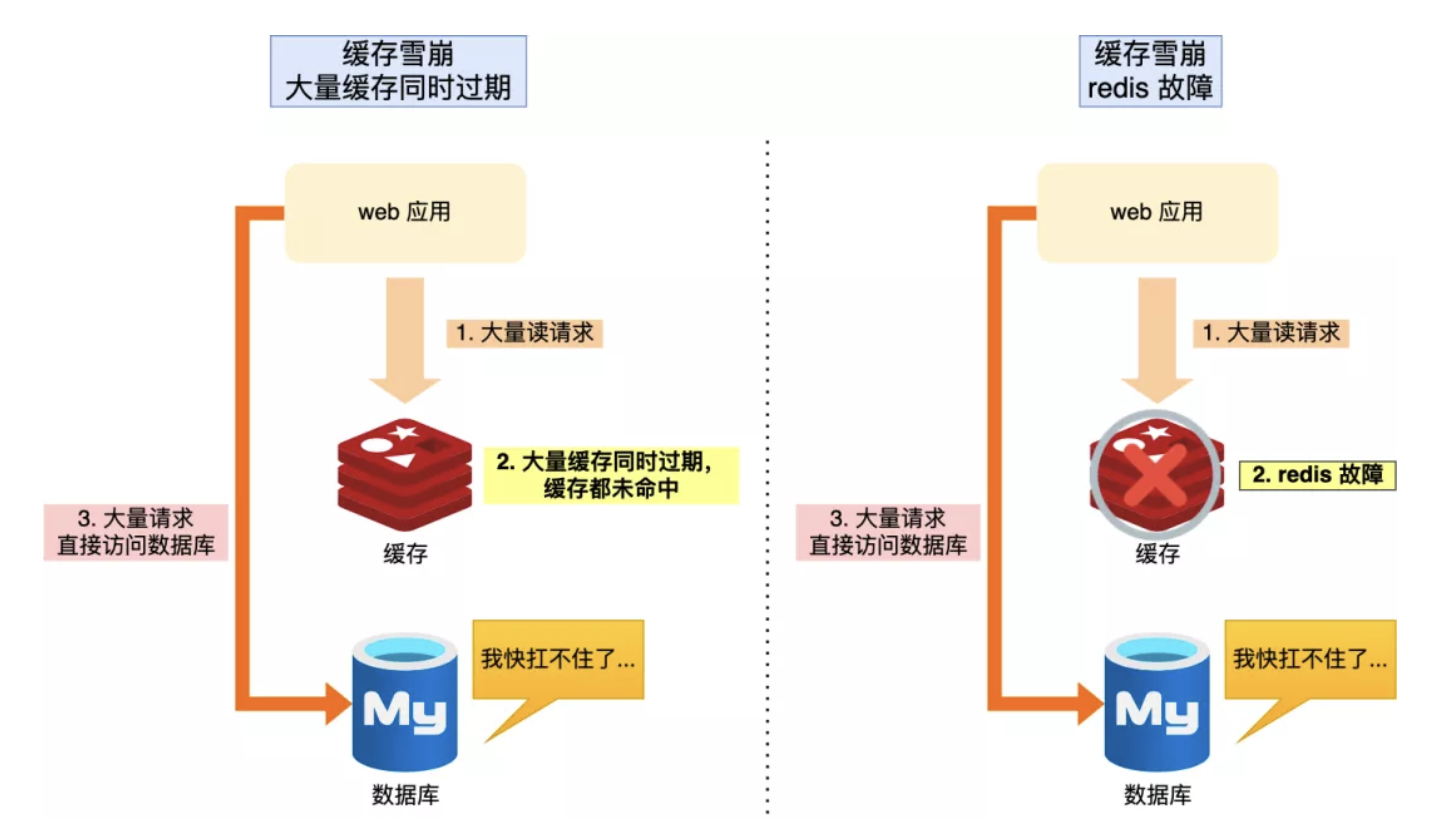 缓存雪崩
大量缓存同时过期
web 应用
1. 大量读请求
2. 大量缓存同时过期，
缓存都未命中
缓存
3. 大量请求
直接访问数据库
我快扛不住了...
My
数据库
缓存雪崩
redis 故障
web 应用
1. 大量读请求
2. redis 故障
缓存
3. 大量请求
直接访问数据库
我快扛不住了...
My
数据库